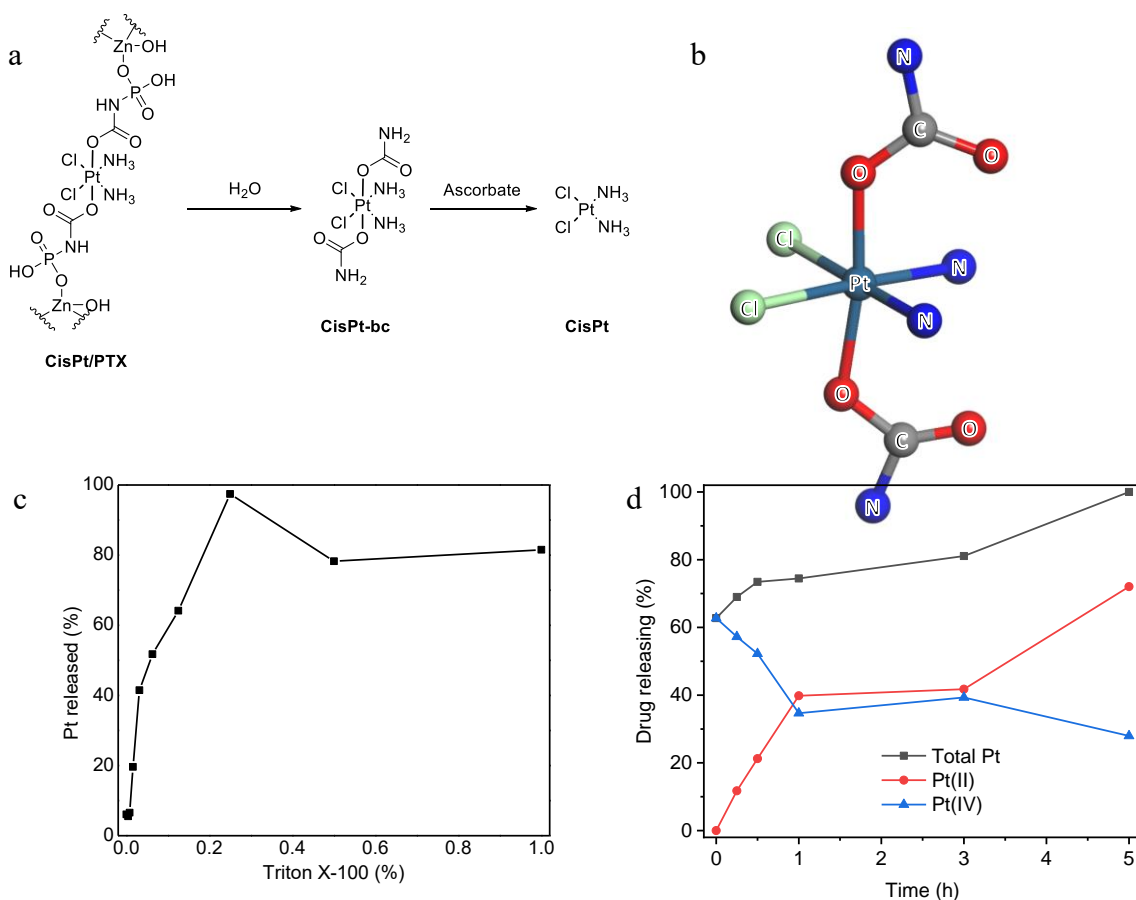 a
Zn
OH
O
P
OH
O
HN
O
O
Cl
NH3
Pt
Cl
NH3
O
O
NH
O
P
HO
O
Zn
OH
CisPt/PTX
H2O
NH2
O
O
Cl
NH3
Pt
Cl
NH3
O
O
NH2
CisPt-bc
Ascorbate
Cl
NH3
Pt
Cl
NH3
CisPt
b
N
C
O
O
Cl
N
Pt
Cl
N
O
C
O
N
c
100
80
60
40
20
0
Pt released (%)
0.0 0.2 0.4 0.6 0.8 1.0
Triton X-100 (%)
d
100
80
60
40
20
0
Drug releasing (%)
Total Pt
Pt(II)
Pt(IV)
0 1 2 3 4 5
Time (h)